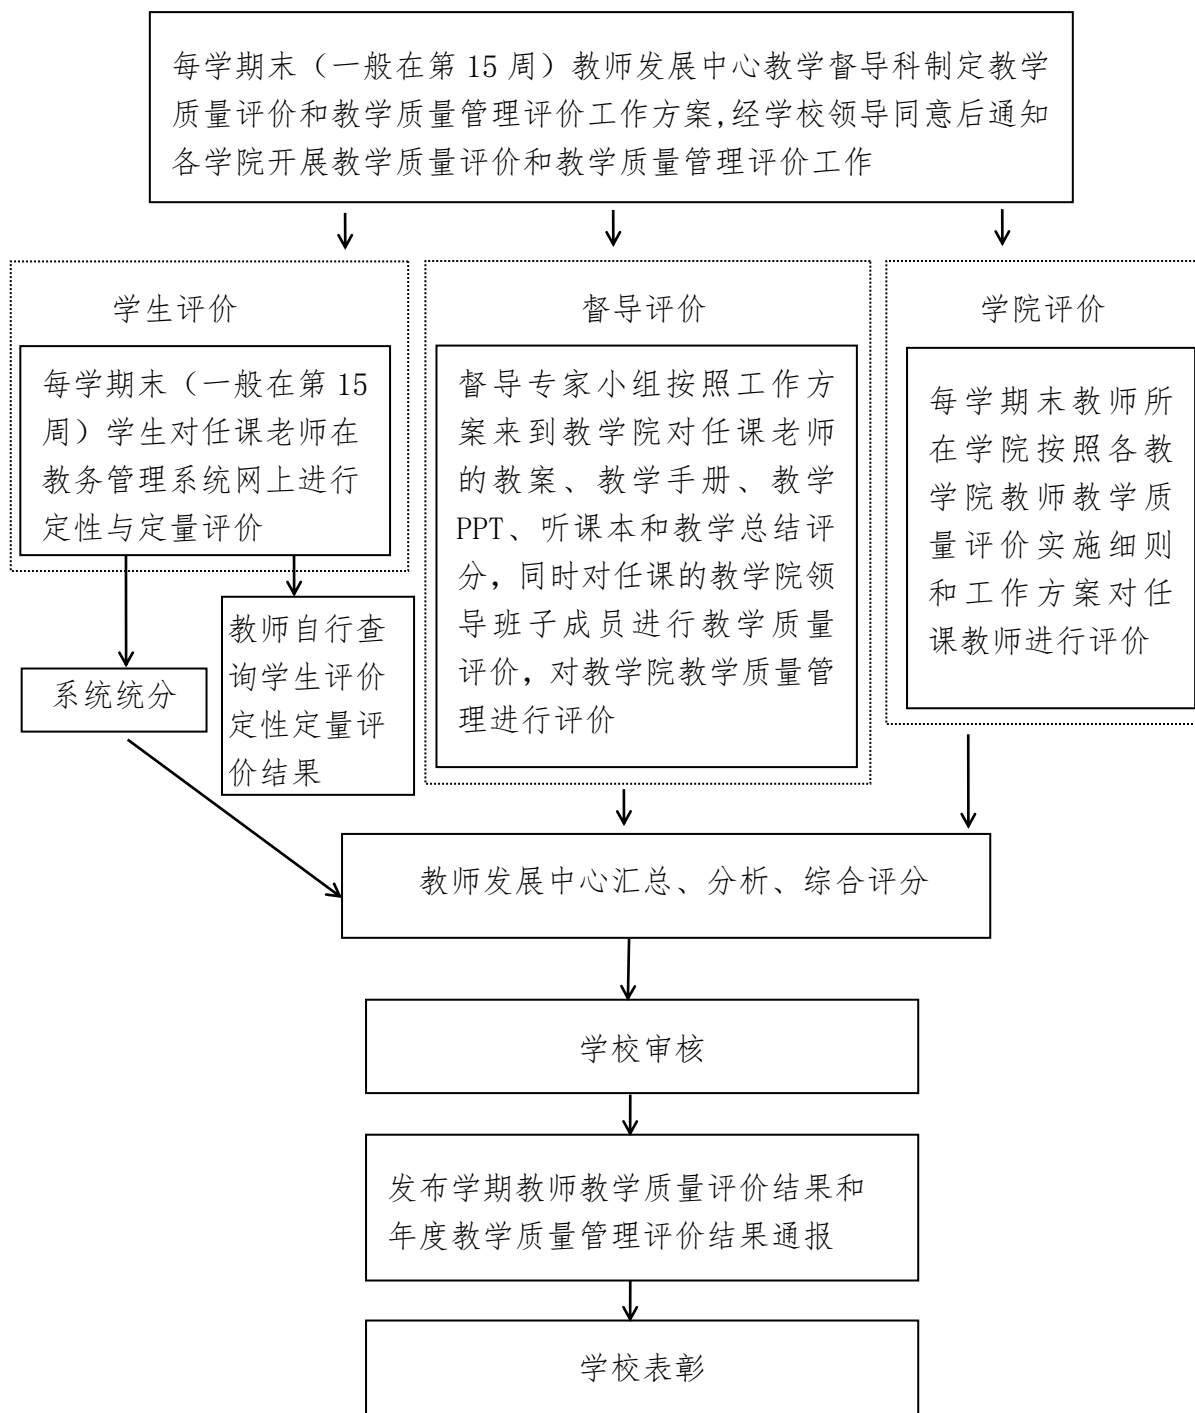 每学期末（一般在第 15 周）教师发展中心教学督导科制定教学
质量评价和教学质量管理评价工作方案,经学校领导同意后通知
各学院开展教学质量评价和教学质量管理评价工作
学生评价
每学期末（一般在第 15
周）学生对任课老师在
教务管理系统网上进行
定性与定量评价
系统统分
教师自行查
询学生评价
定性定量评
价结果
督导评价
督导专家小组按照工作方
案来到教学院对任课老师
的教案、教学手册、教学
PPT、听课本和教学总结评
分，同时对任课的教学院领
导班子成员进行教学质量
评价，对教学院教学质量管
理进行评价
学院评价
每学期末教师所
在学院按照各教
学院教师教学质
量评价实施细则
和工作方案对任
课教师进行评价
教师发展中心汇总、分析、综合评分
学校审核
发布学期教师教学质量评价结果和
年度教学质量管理评价结果通报
学校表彰